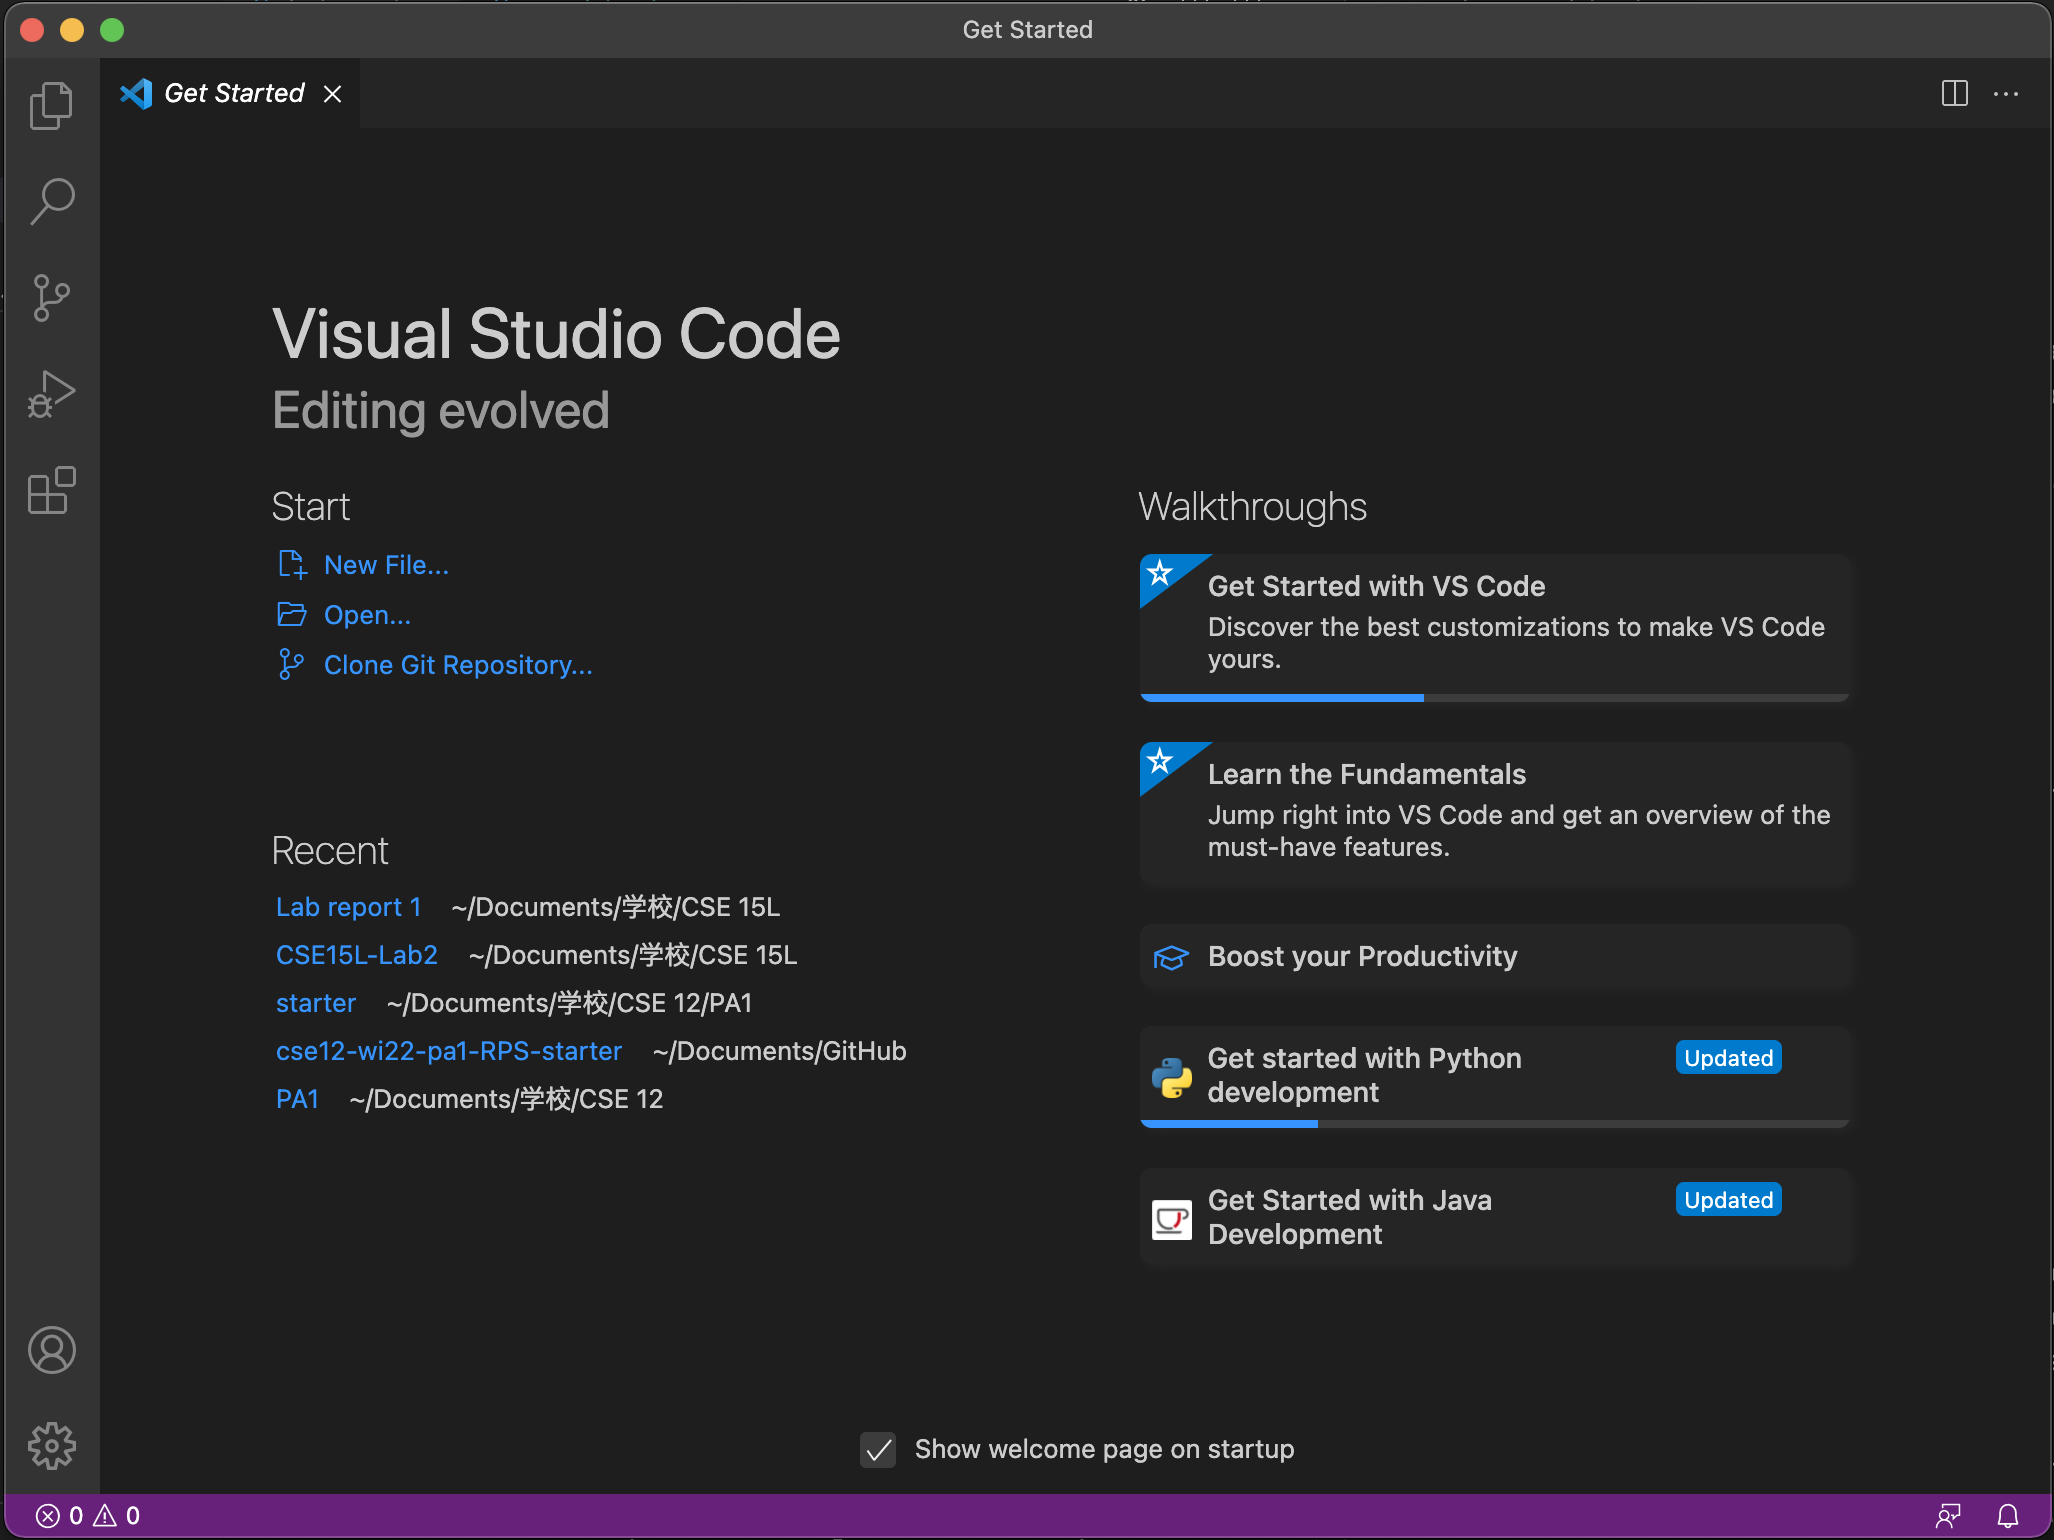 Get Started
Get Started
Visual Studio Code
Editing evolved
Start
New File...
Open...
Clone Git Repository...
Recent
Lab report 1 ~/Documents/学校/CSE 15L
CSE15L-Lab2 ~/Documents/学校/CSE 15L
starter ~/Documents/学校/CSE 12/PA1
cse12-wi22-pa1-RPS-starter ~/Documents/GitHub
PA1 ~/Documents/学校/CSE 12
Walkthroughs
Get Started with VS Code
Discover the best customizations to make VS Code
yours.
Learn the Fundamentals
Jump right into VS Code and get an overview of the
must-have features.
Boost your Productivity
Get started with Python Updated
development
Get Started with Java Updated
Development
Show welcome page on startup
0 0